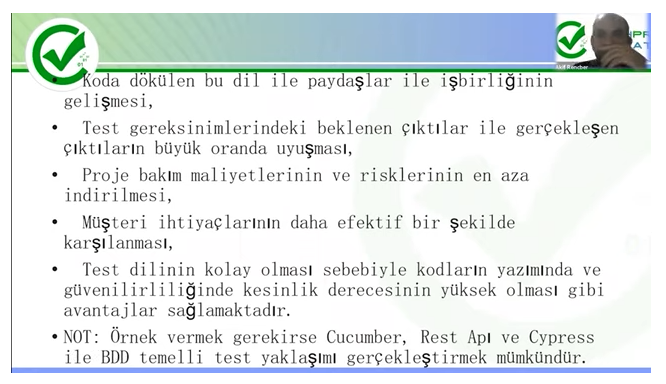 • Koda dökülen bu dil ile paydaşlar ile işbirliğinin
gelişmesi,
• Test gereksinimlerindeki beklenen çıktılar ile gerçekleşen
çıktıların büyük oranda uyuşması,
• Proje bakım maliyetlerinin ve risklerinin en aza
indirilmesi,
• Müşteri ihtiyaçlarının daha efektif bir şekilde
karşılanması,
• Test dilinin kolay olması sebebiyle kodların yazımında ve
güvenilirliliğinde kesinlik derecesinin yüksek olması gibi
avantajlar sağlamaktadır.
• NOT: Örnek vermek gerekirse Cucumber, Rest Apı ve Cypress
ile BDD temelli test yaklaşımı gerçekleştirmek mümkündür.